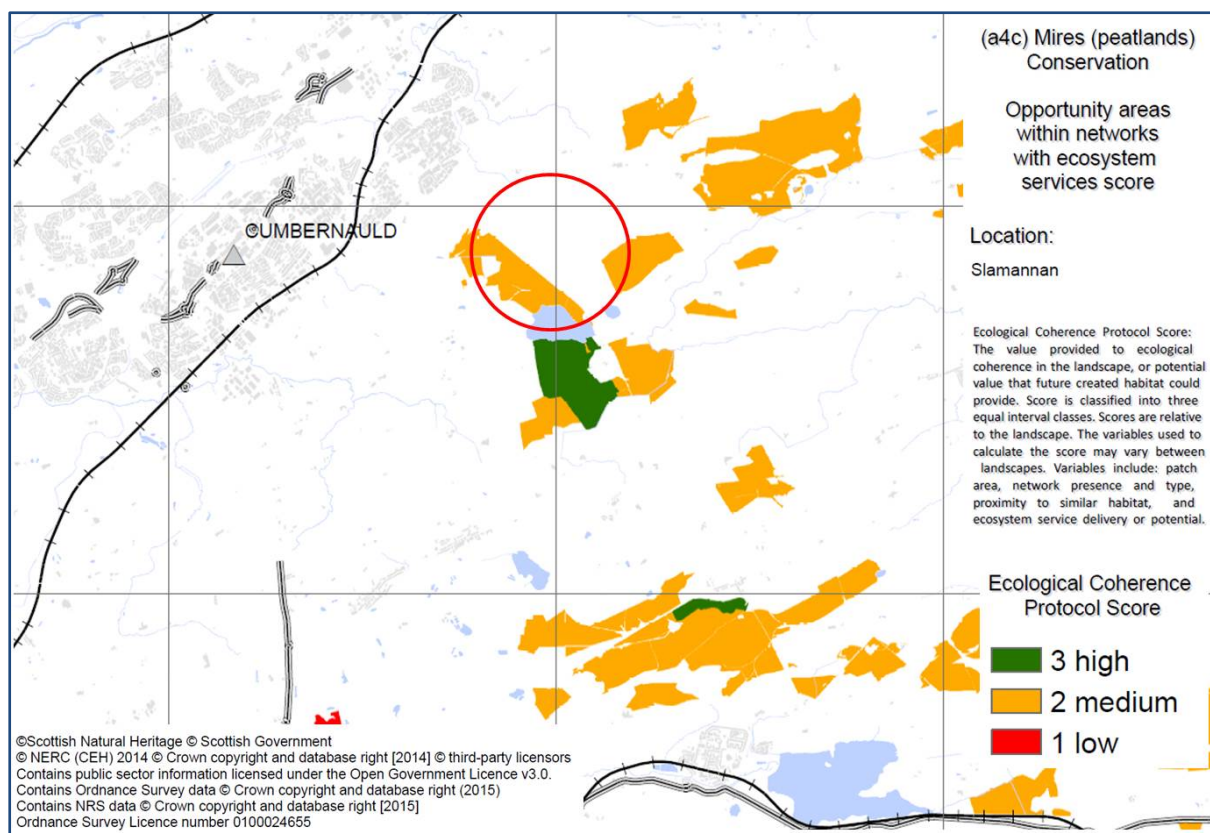 (a4c) Mires (peatlands)
Conservation
Opportunity areas
within networks
with ecosystem
services score
CUMBERNAULD
Location:
Slamannan
Ecological Coherence Protocol Score:
The value provided to ecological
coherence in the landscape, or potential
value that future created habitat could
provide. Score is classified into three
equal interval classes. Scores are relative
to the landscape. The variables used to
calculate the score may vary between
landscapes. Variables include: patch
area, network presence and type,
proximity to similar habitat, and
ecosystem service delivery or potential.
Ecological Coherence
Protocol Score
3 high
2 medium
1 low
©Scottish Natural Heritage © Scottish Government
© NERC (CEH) 2014 © Crown copyright and database right [2014] © third-party licensors
Contains public sector information licensed under the Open Government Licence v3.0.
Contains Ordnance Survey data © Crown copyright and database right (2015)
Contains NRS data © Crown copyright and database right [2015]
Ordnance Survey Licence number 0100024655